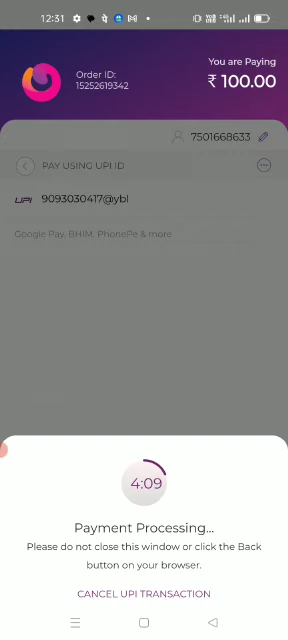 12:31
You are Paying
Order ID:
15252619342
₹ 100.00
7501668633
PAY USING UPI ID
UPI 9093030417@ybl
Google Pay, BHIM, PhonePe & more
4:09
Payment Processing...
Please do not close this window or click the Back
button on your browser.
CANCEL UPI TRANSACTION